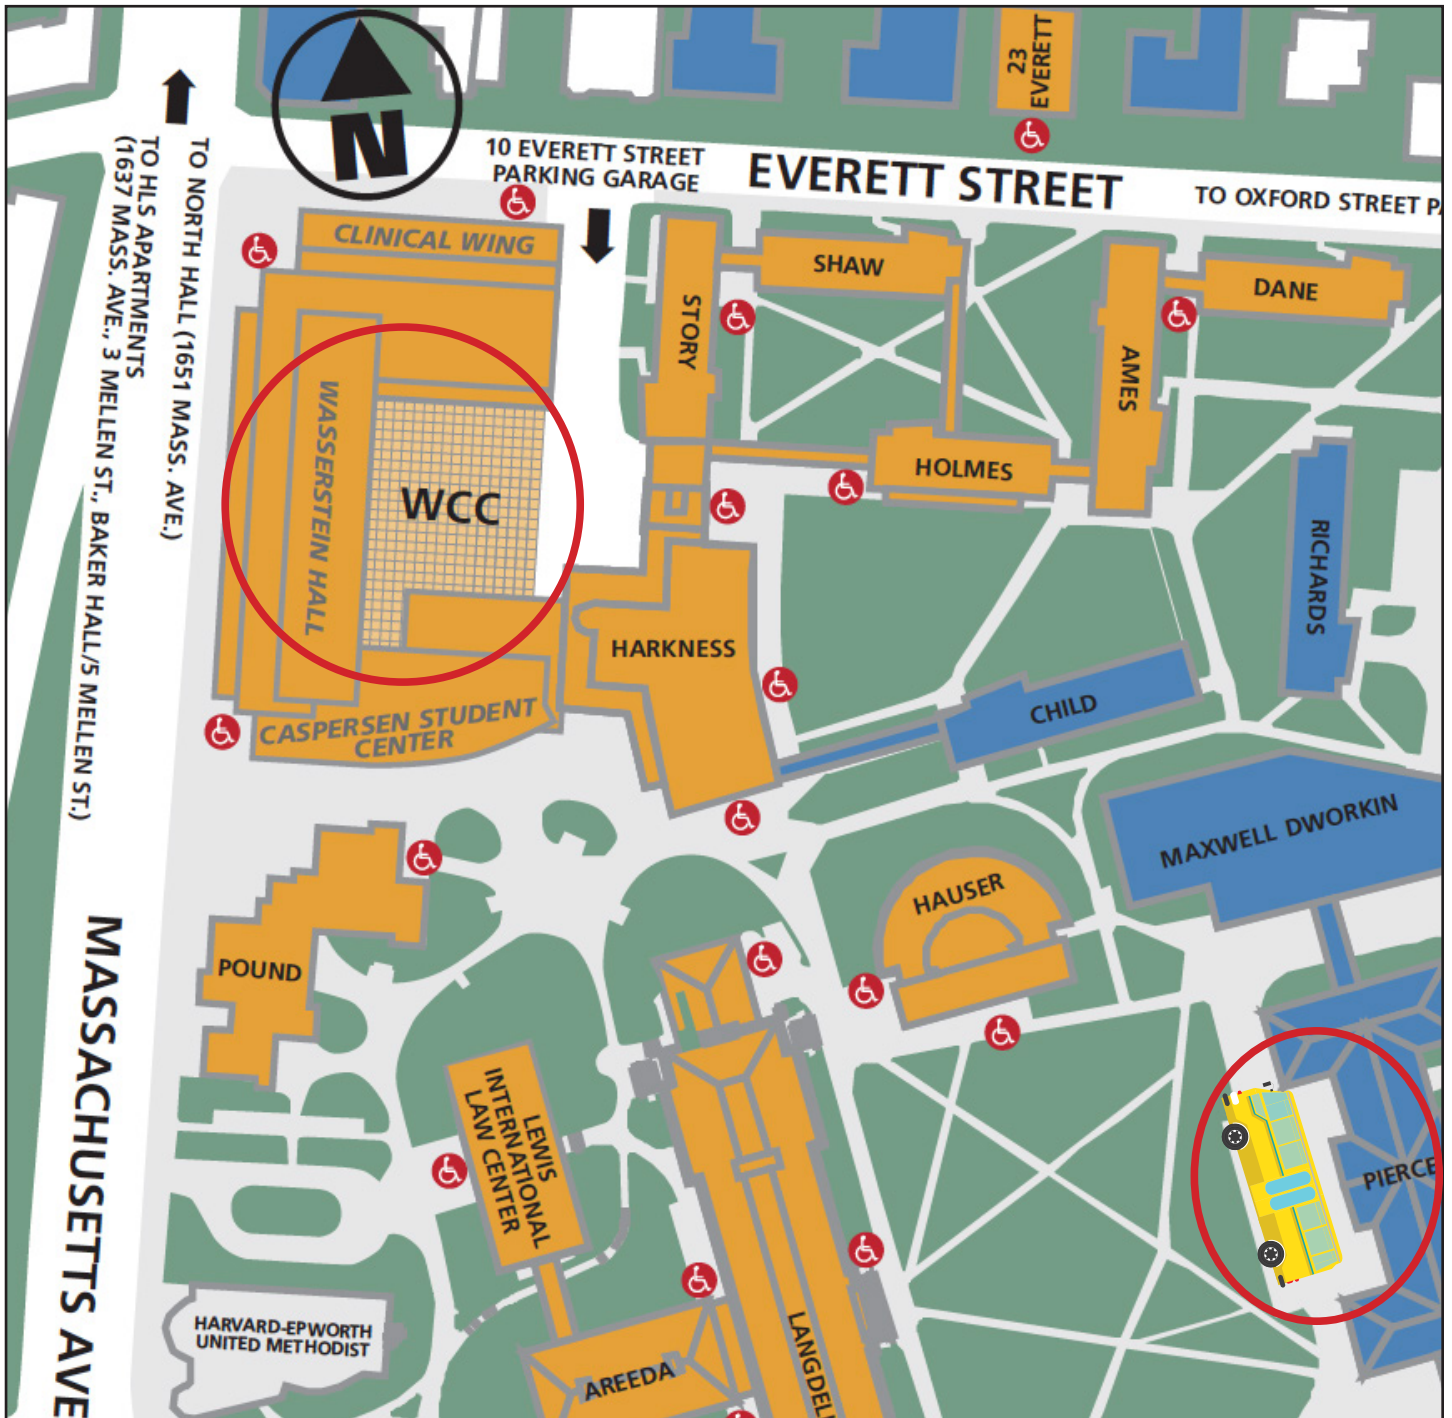 N
23
EVERETT
10 EVERETT STREET
PARKING GARAGE
EVERETT STREET
TO OXFORD STREET PA
TO NORTH HALL (1651 MASS. AVE.)
TO HLS APARTMENTS
(1637 MASS. AVE., 3 MELLEN ST., BAKER HALL/5 MELLEN ST.)
CLINICAL WING
SHAW
DANE
STORY
AMES
WASSERSTEIN HALL
WCC
HOLMES
RICHARDS
HARKNESS
CHILD
CASPERSEN STUDENT
CENTER
MAXWELL DWORKIN
HAUSER
POUND
MASSACHUSETTS AVE
LEWIS
INTERNATIONAL
LAW CENTER
PIERCE
HARVARD-EPWORTH
UNITED METHODIST
AREEDA
LANGDELL